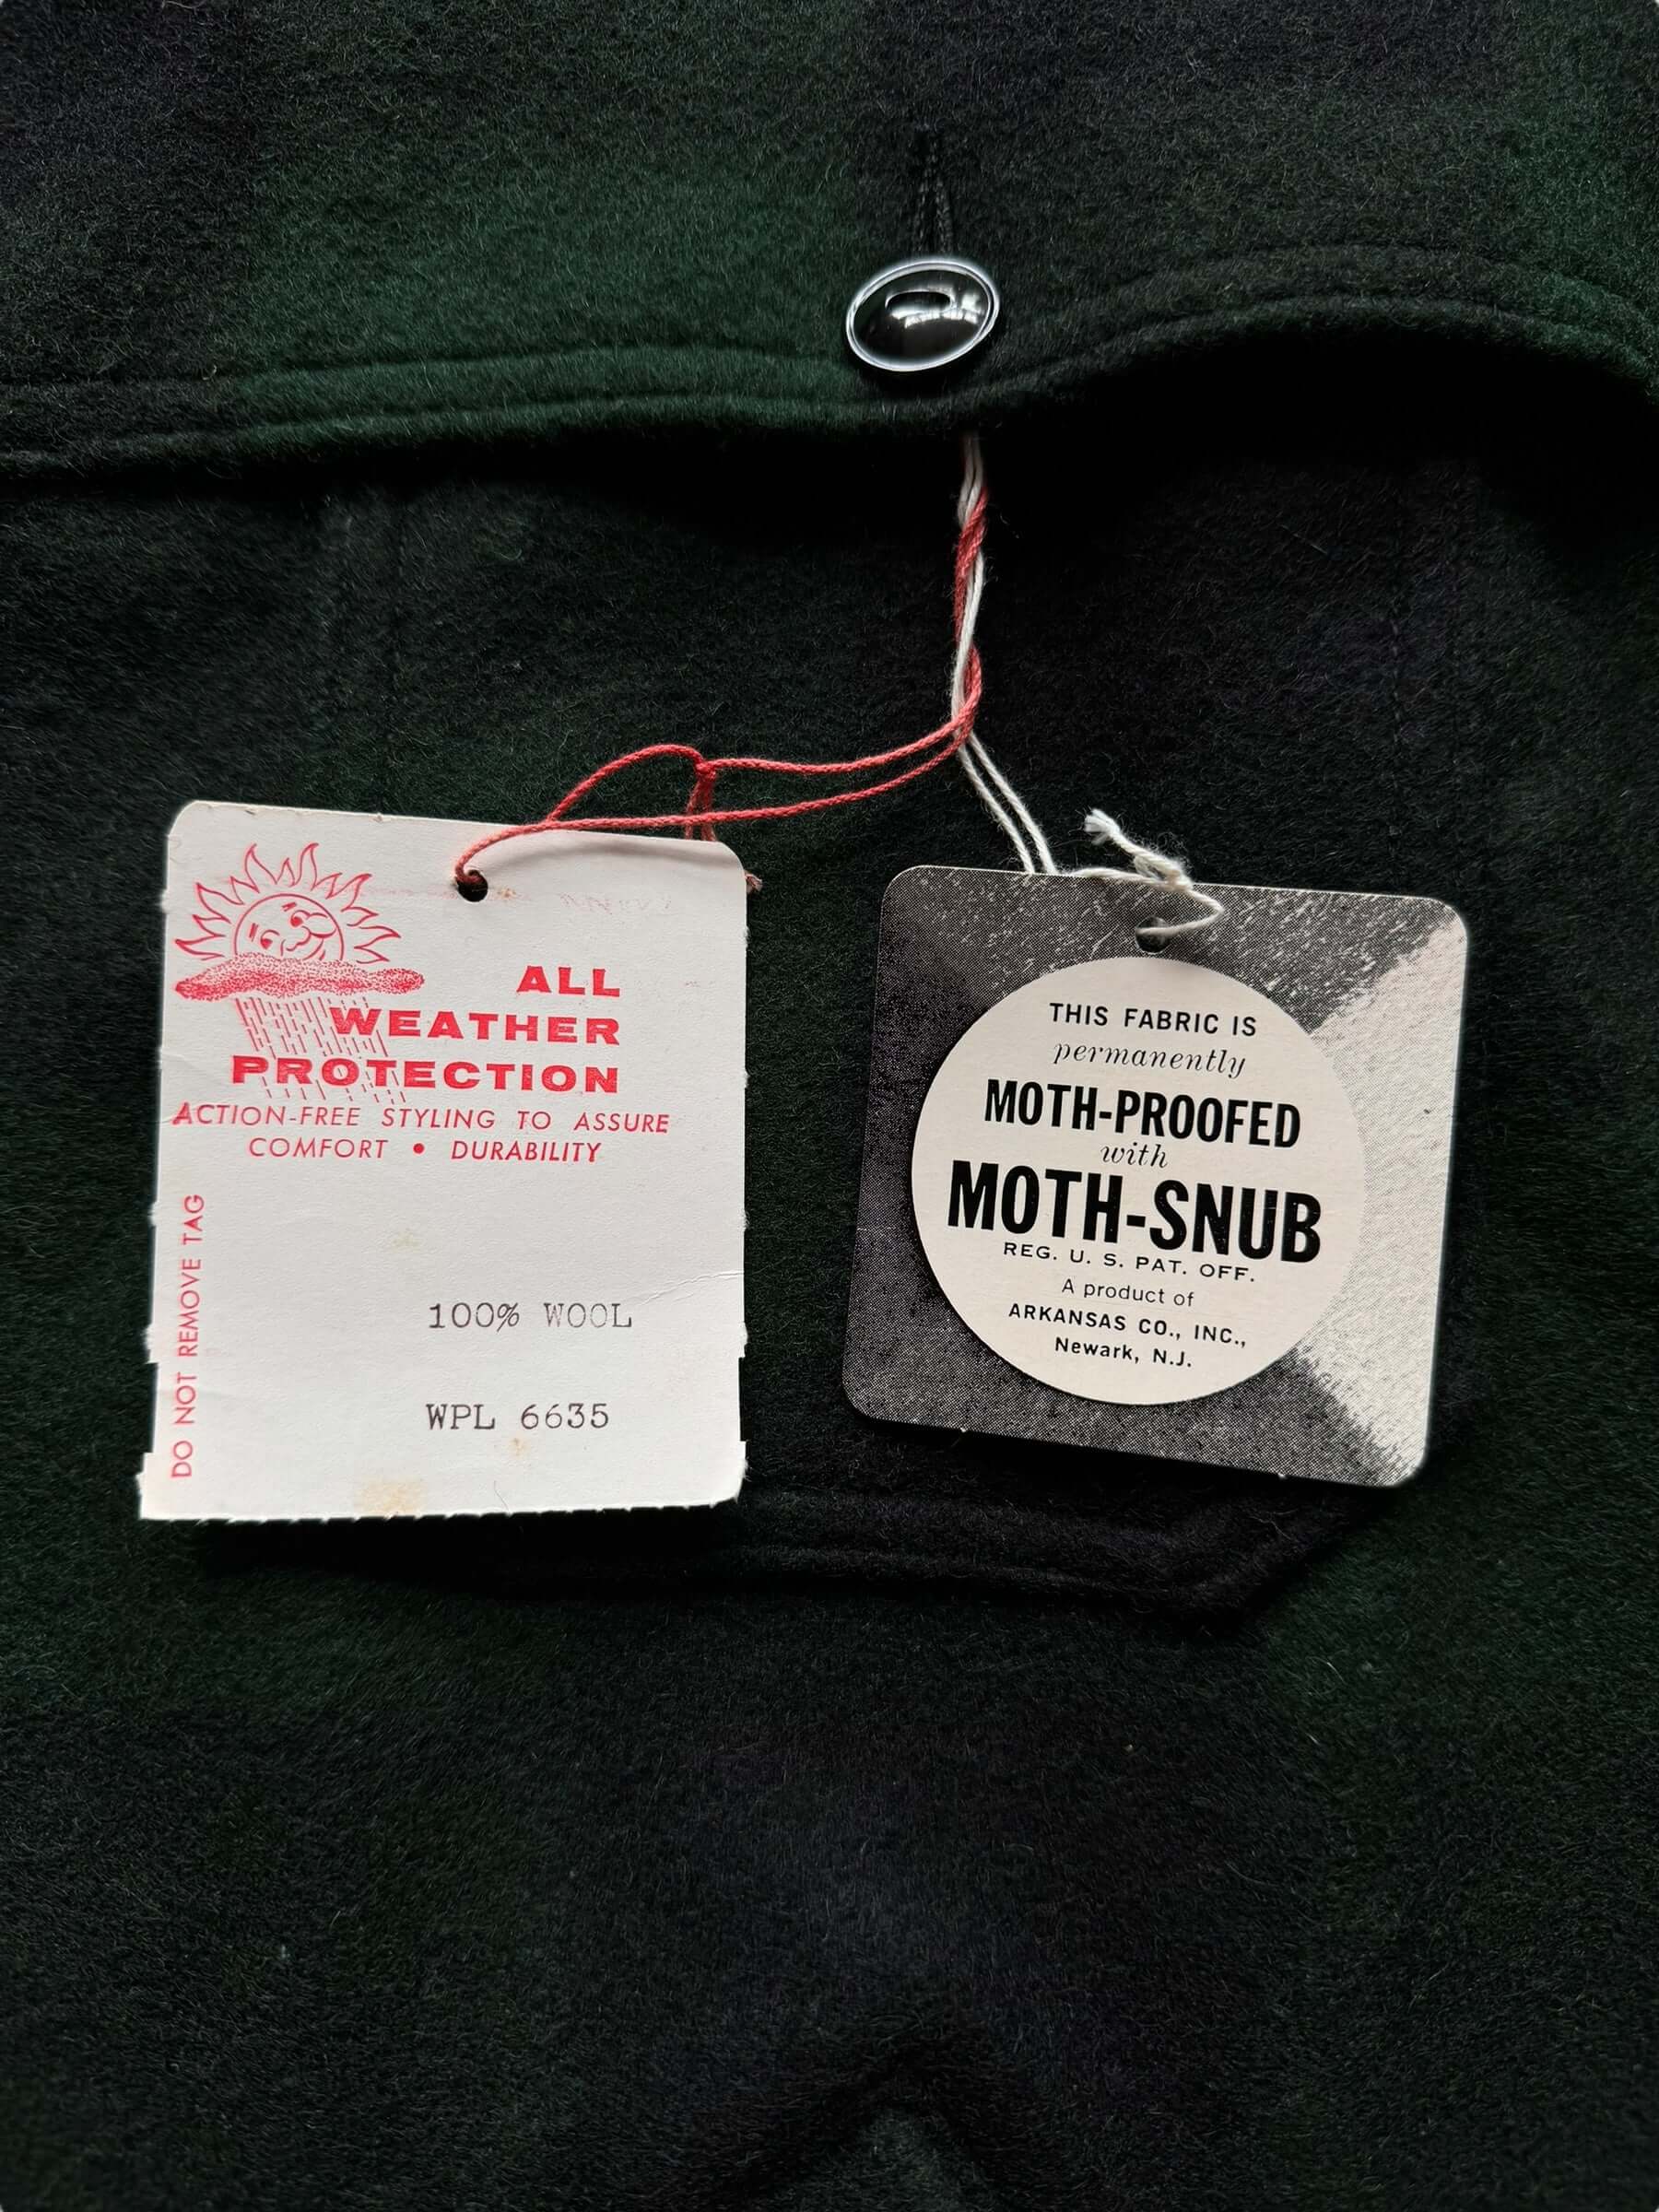 ALL
WEATHER
PROTECTION
ACTION-FREE STYLING TO ASSURE
COMFORT • DURABILITY
DO NOT REMOVE TAG
100% WOOL
WPL 6635
THIS FABRIC IS
permanently
MOTH-PROOFED
with
MOTH-SNUB
REG. U. S. PAT. OFF.
A product of
ARKANSAS CO., INC.,
Newark, N.J.